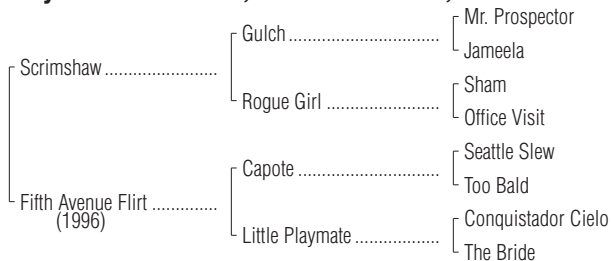 Mr. Prospector
Gulch ..............................
Jameela
Scrimshaw .......................
Sham
Rogue Girl .......................
Office Visit
Seattle Slew
Capote .............................
Too Bald
Fifth Avenue Flirt .............
(1996)
Conquistador Cielo
Little Playmate .................
The Bride